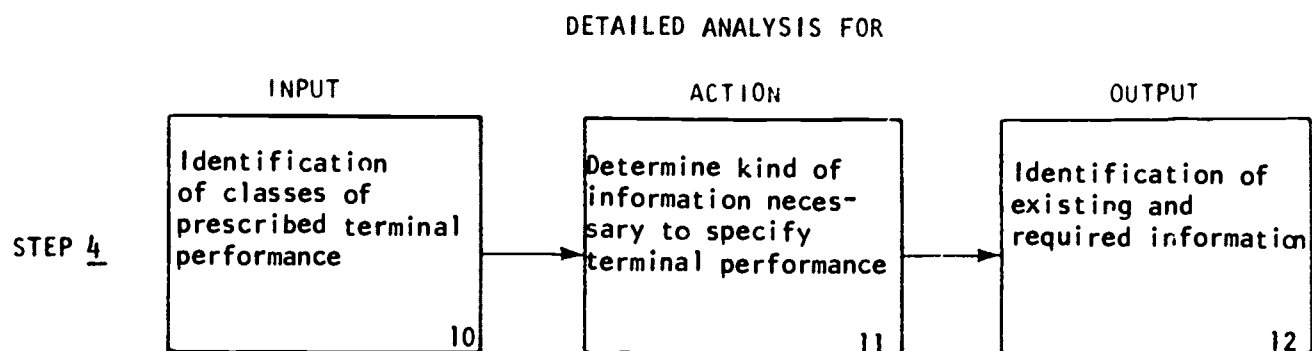 DETAILED ANALYSIS FOR
INPUT
ACTION
OUTPUT
STEP 4
Identification
of classes of
prescribed terminal
performance
10
Determine kind of
information neces-
sary to specify
terminal performance
11
Identification of
existing and
required information
12